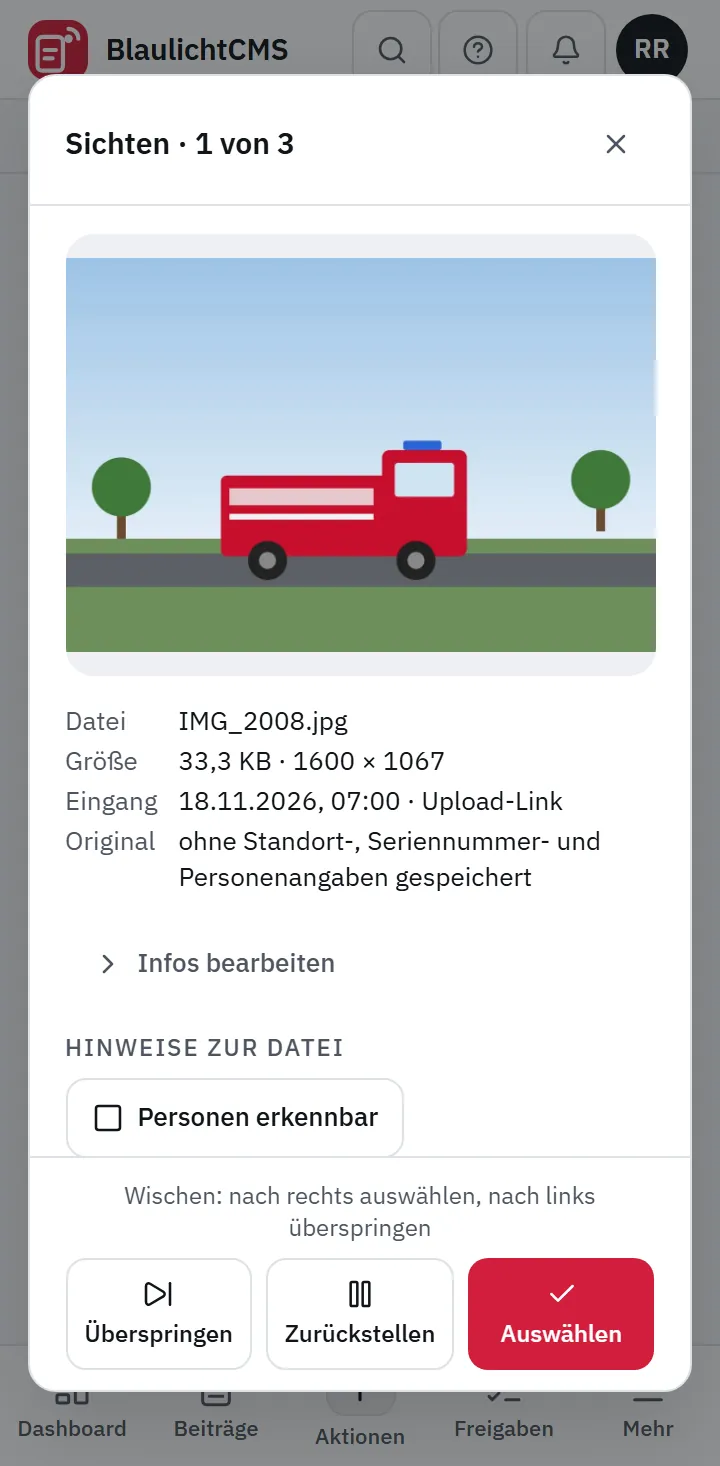 BlaulichtCMS
RR
Sichten · 1 von 3
Datei IMG_2008.jpg
Größe 33,3 KB · 1600 × 1067
Eingang 18.11.2026, 07:00 · Upload-Link
Original ohne Standort-, Seriennummer- und
Personenangaben gespeichert
Infos bearbeiten
HINWEISE ZUR DATEI
Personen erkennbar
Wischen: nach rechts auswählen, nach links
überspringen
Überspringen Zurückstellen Auswählen
Dashboard Beiträge Aktionen Freigaben Mehr